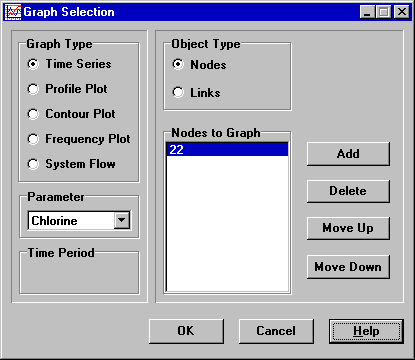 Graph Selection
Graph Type
Time Series
Profile Plot
Contour Plot
Frequency Plot
System Flow
Parameter
Chlorine
Time Period
Object Type
Nodes
Links
Nodes to Graph
22
Add
Delete
Move Up
Move Down
OK
Cancel
Help